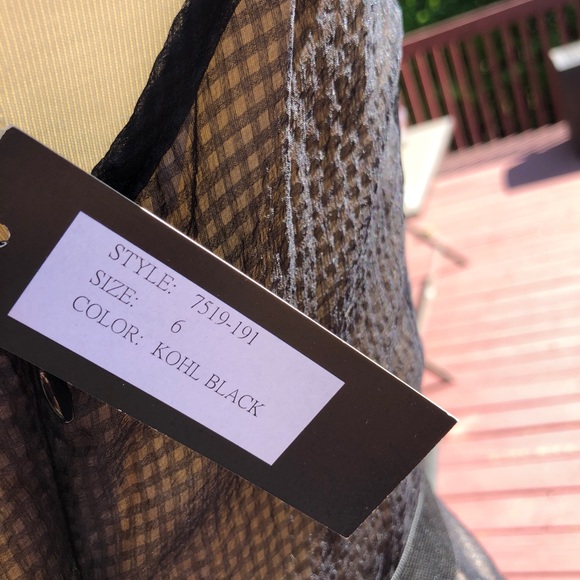 STYLE: 7519-191
SIZE: 6
COLOR: KOHL BLACK